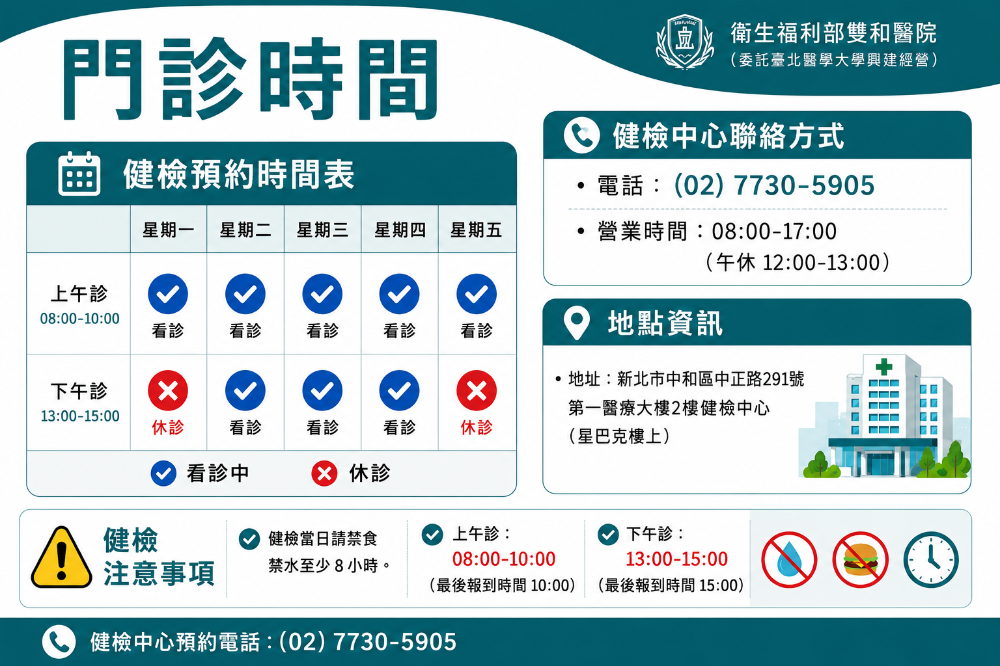 門診時間
衛生福利部雙和醫院
（委託臺北醫學大學興建經營）
健檢預約時間表
星期一 星期二 星期三 星期四 星期五
上午診
08:00-10:00
看診 看診 看診 看診 看診
下午診
13:00-15:00
休診 看診 看診 看診 休診
看診中 休診
健檢中心聯絡方式
• 電話：(02) 7730-5905
• 營業時間：08:00-17:00
（午休 12:00-13:00）
地點資訊
• 地址：新北市中和區中正路291號
第一醫療大樓2樓健檢中心
（星巴克樓上）
健檢
注意事項
健檢當日請禁食
禁水至少 8 小時。
上午診：
08:00-10:00
（最後報到時間 10:00）
下午診：
13:00-15:00
（最後報到時間 15:00）
健檢中心預約電話：(02) 7730-5905